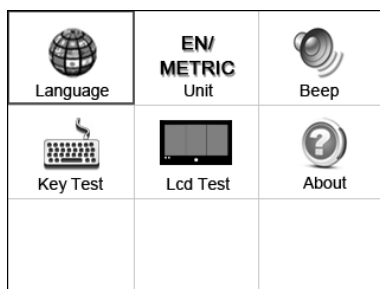 EN/
METRIC
Language
Unit
Beep
Key Test
Lcd Test
About